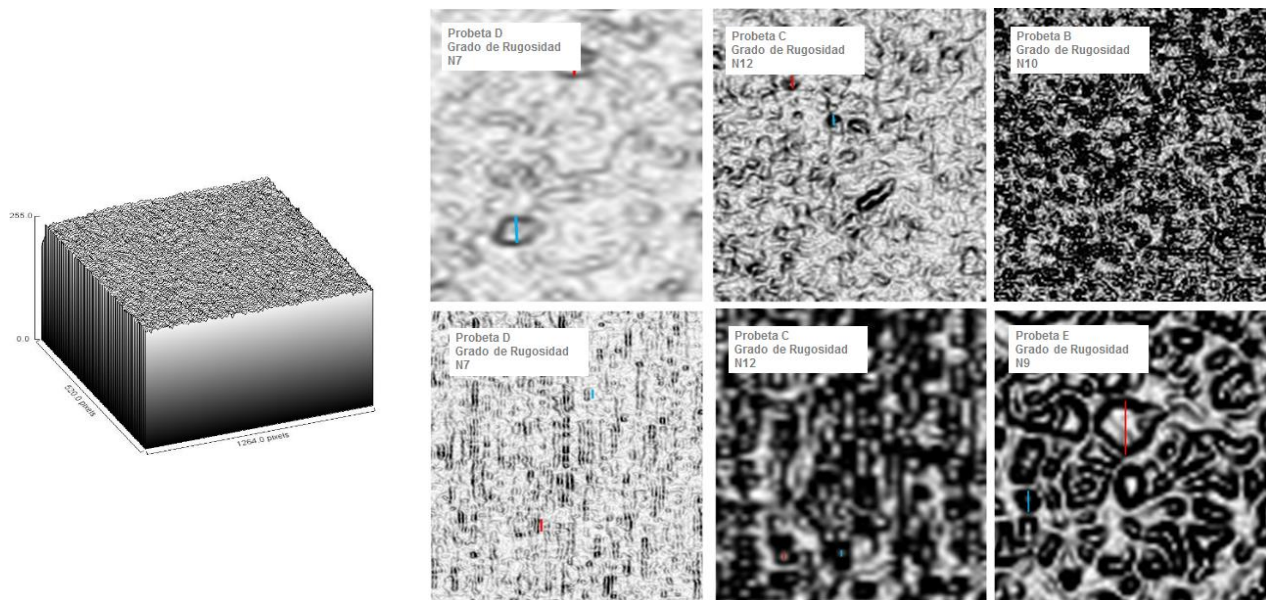 255.0
0.0
520.0 pixels
1264.0 pixels
Probeta D
Grado de Rugosidad
N7
Probeta C
Grado de Rugosidad
N12
Probeta B
Grado de Rugosidad
N10
Probeta D
Grado de Rugosidad
N7
Probeta C
Grado de Rugosidad
N12
Probeta E
Grado de Rugosidad
N9